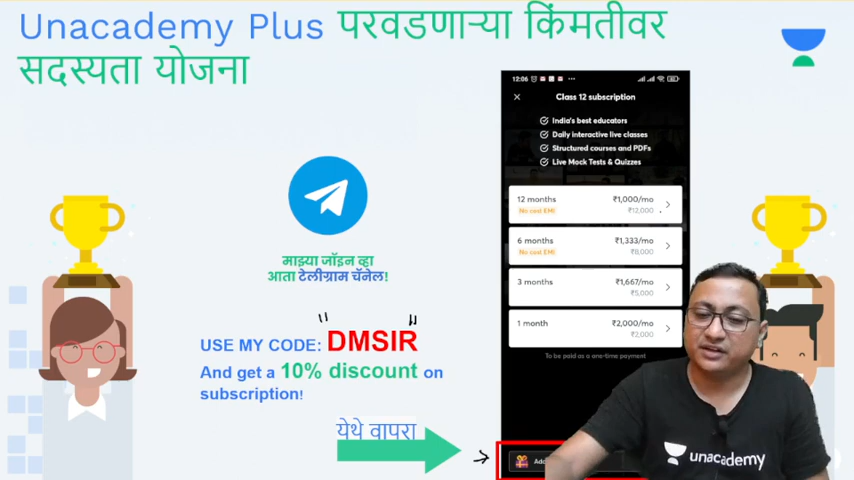 Unacademy Plus परवडणाऱ्या किंमतीवर
सदस्यता योजना
माझ्या जॉइन व्हा
आता टेलीग्राम चॅनेल!
USE MY CODE: "DMSIR"
And get a 10% discount on
subscription!
येथे वापरा
12:06
Class 12 subscription
India's best educators
Daily interactive live classes
Structured courses and PDFs
Live Mock Tests & Quizzes
12 months ₹1,000/mo
No cost EMI ₹12,000
6 months ₹1,333/mo
No cost EMI ₹8,000
3 months ₹1,667/mo
₹5,000
1 month ₹2,000/mo
₹2,000
To be paid as a one-time payment
unacademy